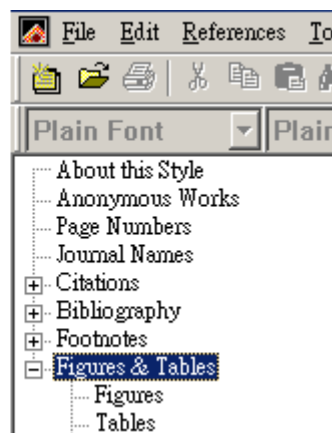 File Edit References To
Plain Font Plain
About this Style
Anonymous Works
Page Numbers
Journal Names
Citations
Bibliography
Footnotes
Figures & Tables
Figures
Tables